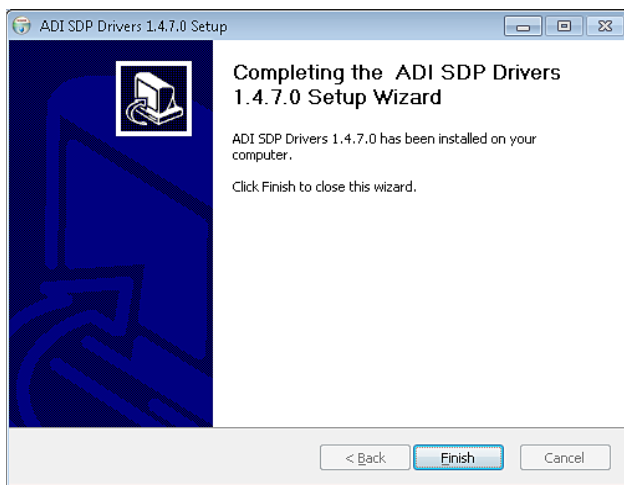 ADI SDP Drivers 1.4.7.0 Setup
Completing the ADI SDP Drivers
1.4.7.0 Setup Wizard
ADI SDP Drivers 1.4.7.0 has been installed on your
computer.
Click Finish to close this wizard.
< Back
Finish
Cancel